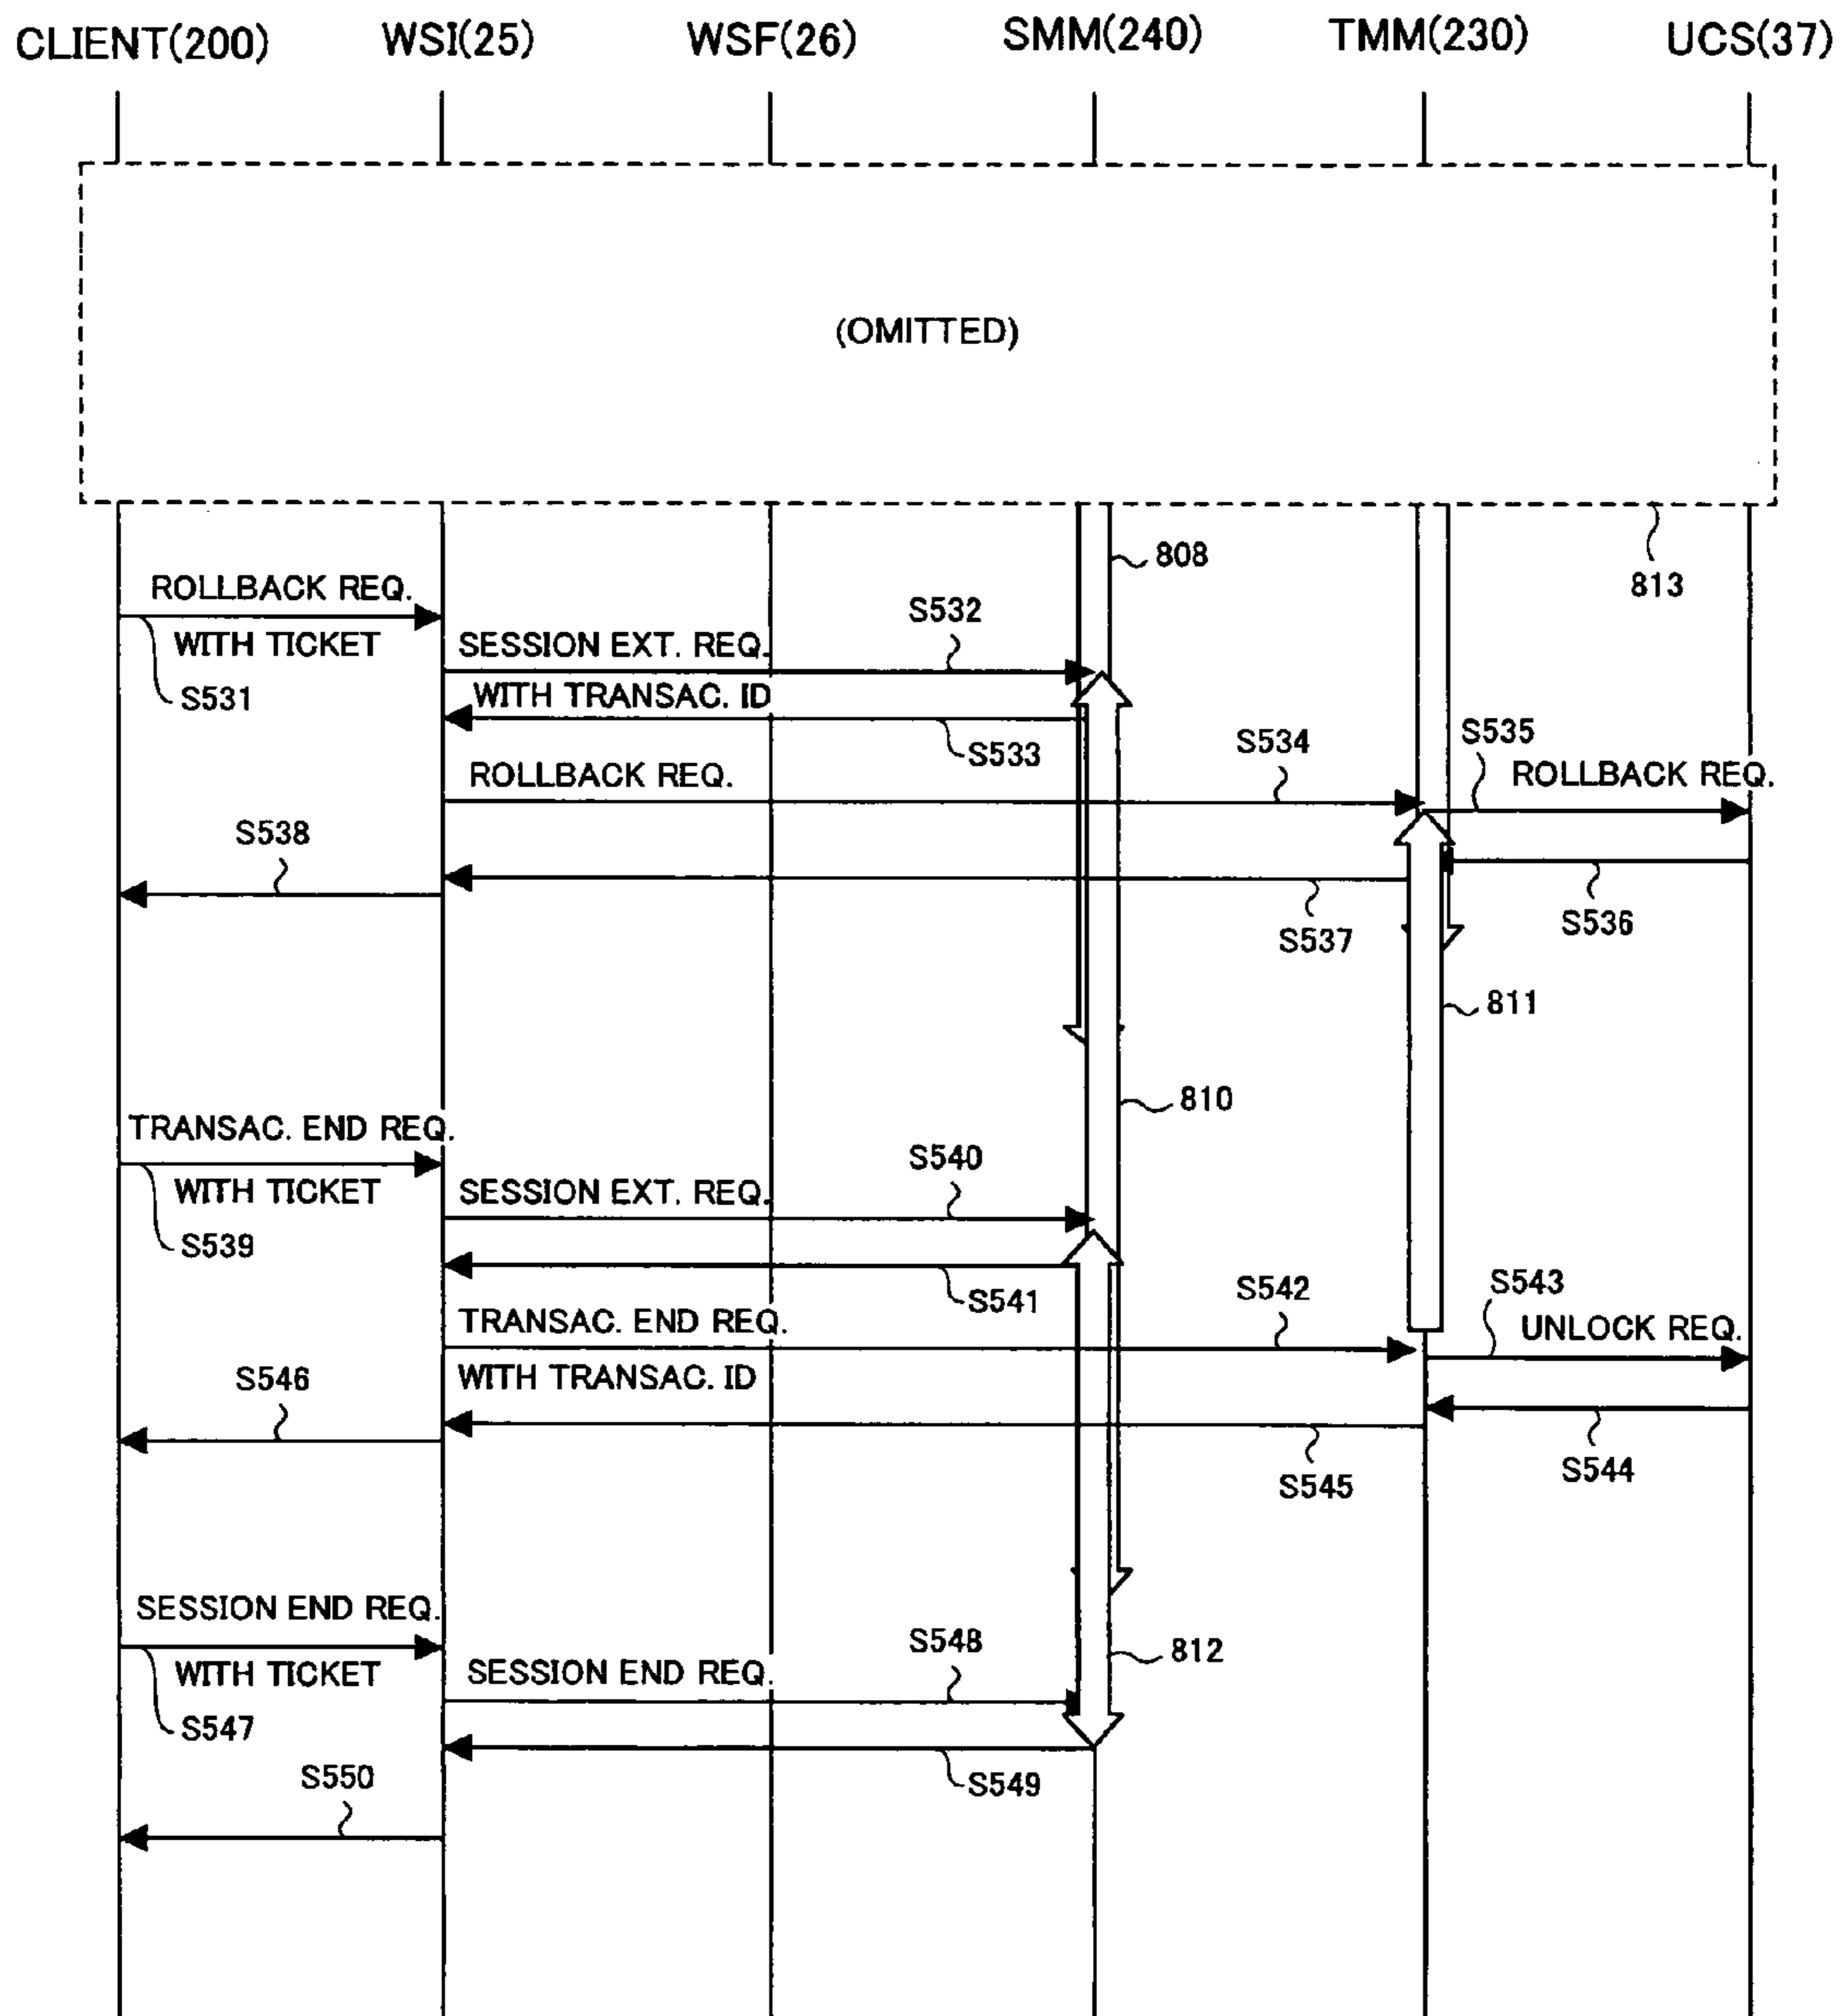 CLIENT(200) WSI(25) WSF(26) SMM(240) TMM(230) UCS(37)
(OMITTED)
808
813
ROLLBACK REQ.
S532
WITH TICKET
SESSION EXT. REQ.
S531
WITH TRANSAC. ID
S533
S534
S535
ROLLBACK REQ.
ROLLBACK REQ.
S538
S536
S537
811
810
TRANSAC. END REQ.
S540
WITH TICKET
SESSION EXT. REQ.
S539
S541
S542
S543
TRANSAC. END REQ.
UNLOCK REQ.
S546
WITH TRANSAC. ID
S544
S545
SESSION END REQ.
S548
812
WITH TICKET
SESSION END REQ.
S547
S549
S550